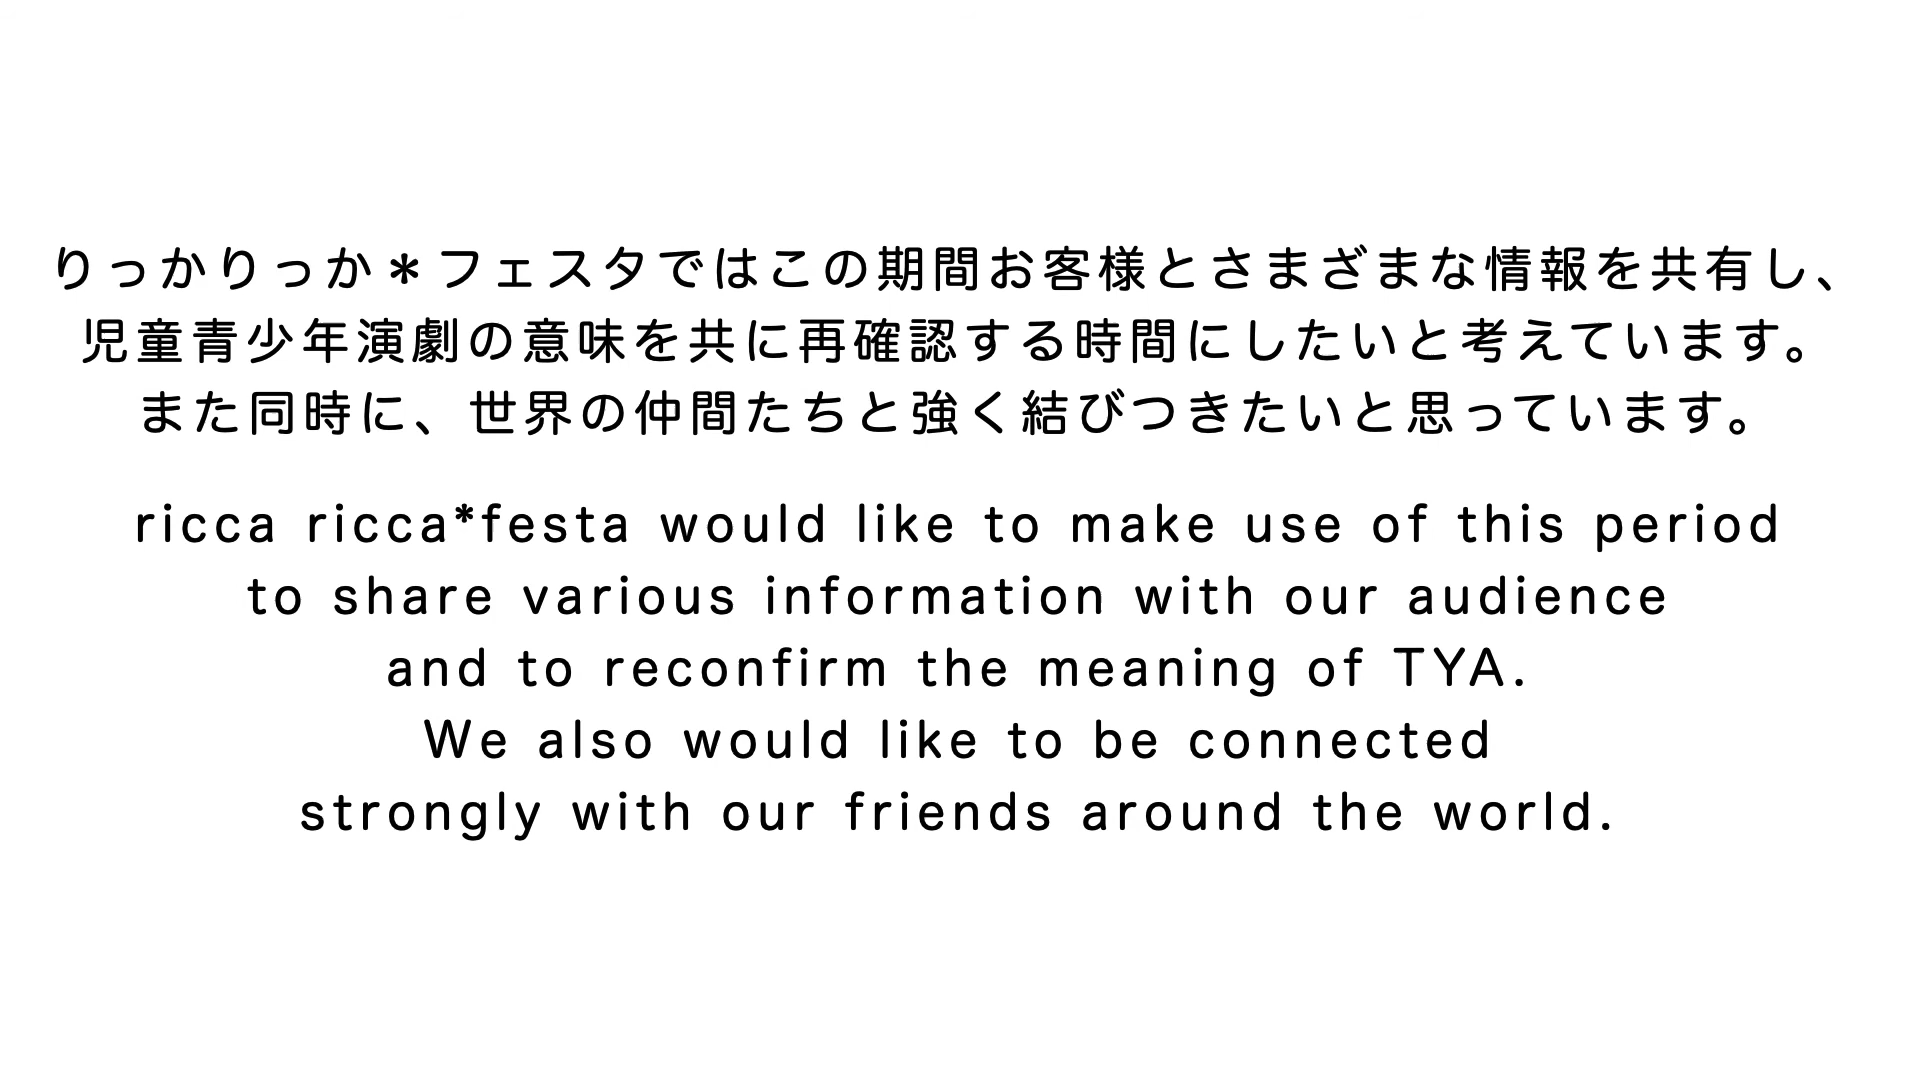 りっかりっか＊フェスタではこの期間お客様とさまざまな情報を共有し、
児童青少年演劇の意味を共に再確認する時間にしたいと考えています。
また同時に、世界の仲間たちと強く結びつきたいと思っています。
ricca ricca*festa would like to make use of this period
to share various information with our audience
and to reconfirm the meaning of TYA.
We also would like to be connected
strongly with our friends around the world.